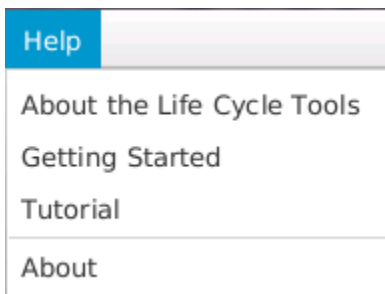 Help
About the Life Cycle Tools
Getting Started
Tutorial
About